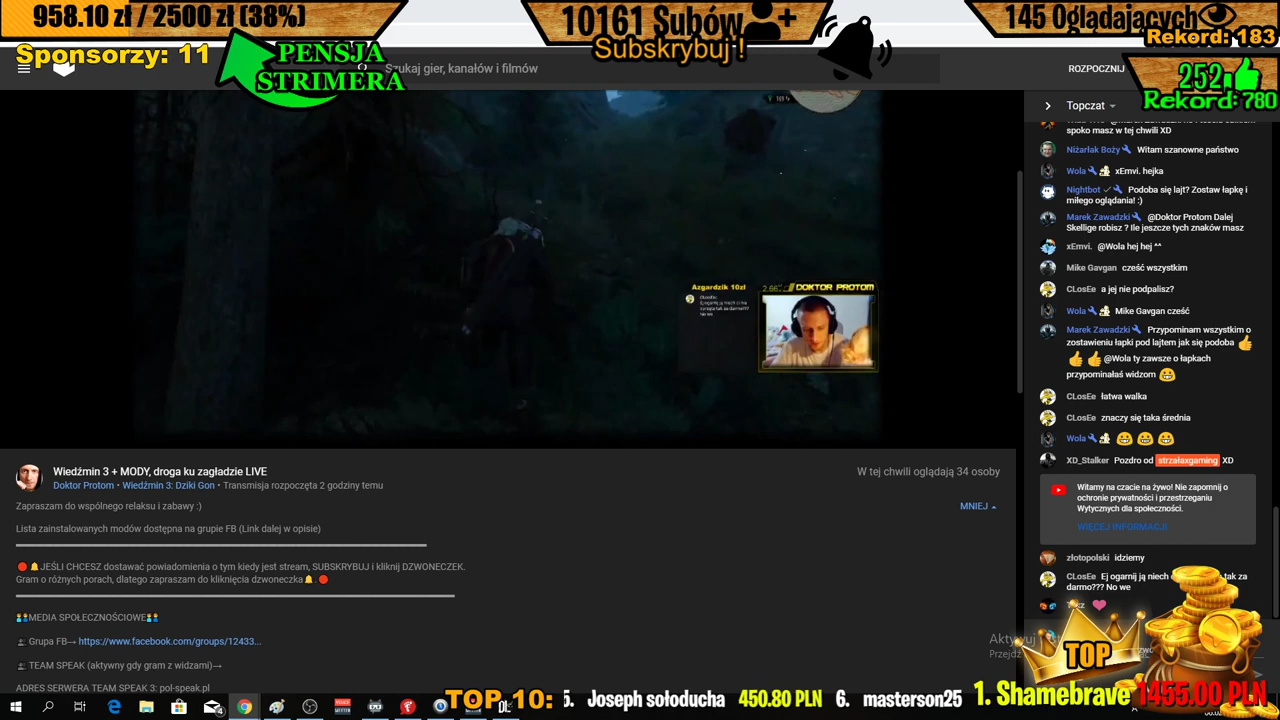 958.10 zł / 2500 zł (38%)
10161 Subów
145 Oglądających
Rekord: 183
Sponsorzy: 11
PENSJA
STRIMERA
Subskrybuj !
Szukaj gier, kanałów i filmów
ROZPOCZNIJ
252
Rekord: 780
Topczat
spoko masz w tej chwili XD
Niżarłak Boży Witam szanowne państwo
Wola xEmvi. hejka
Nightbot Podoba się lajt? Zostaw łapkę i
miłego oglądania! :)
Marek Zawadzki @Doktor Protom Dalej
Skellige robisz ? Ile jeszcze tych znaków masz
xEmvi. @Wola hej hej ^^
Mike Gavgan cześć wszystkim
CLosEe a jej nie podpalisz?
Wola Mike Gavgan cześć
Marek Zawadzki Przypominam wszystkim o
zostawieniu łapki pod lajtem jak się podoba
@Wola ty zawsze o łapkach
przypominałaś widzom
CLosEe łatwa walka
CLosEe znaczy się taka średnia
Wola
XD_Stalker Pozdro od strzałaxgaming XD
Witamy na czacie na żywo! Nie zapomnij o
ochronie prywatności i przestrzeganiu
Wytycznych dla społeczności.
WIĘCEJ INFORMACJI
złotopolski idziemy
CLosEe Ej ogarnij ją niech tak za
darmo??? No we
Azgardzik 10zł
2.66
DOKTOR PROTOM
Wiedźmin 3 + MODY, droga ku zagładzie LIVE
Doktor Protom • Wiedźmin 3: Dziki Gon • Transmisja rozpoczęta 2 godziny temu
W tej chwili oglądają 34 osoby
Zapraszam do wspólnego relaksu i zabawy :)
MNIEJ
Lista zainstalowanych modów dostępna na grupie FB (Link dalej w opisie)
JEŚLI CHCESZ dostawać powiadomienia o tym kiedy jest stream, SUBSKRYBUJ i kliknij DZWONECZEK.
Gram o różnych porach, dlatego zapraszam do kliknięcia dzwoneczka
MEDIA SPOŁECZNOŚCIOWE
Grupa FB→ https://www.facebook.com/groups/12433...
TEAM SPEAK (aktywny gdy gram z widzami)→
ADRES SERWERA TEAM SPEAK 3: pol-speak.pl
TOP
TOP 10: 5. Joseph sołoducha 450.80 PLN 6. masterson25
1. Shamebrave 1455.00 PLN